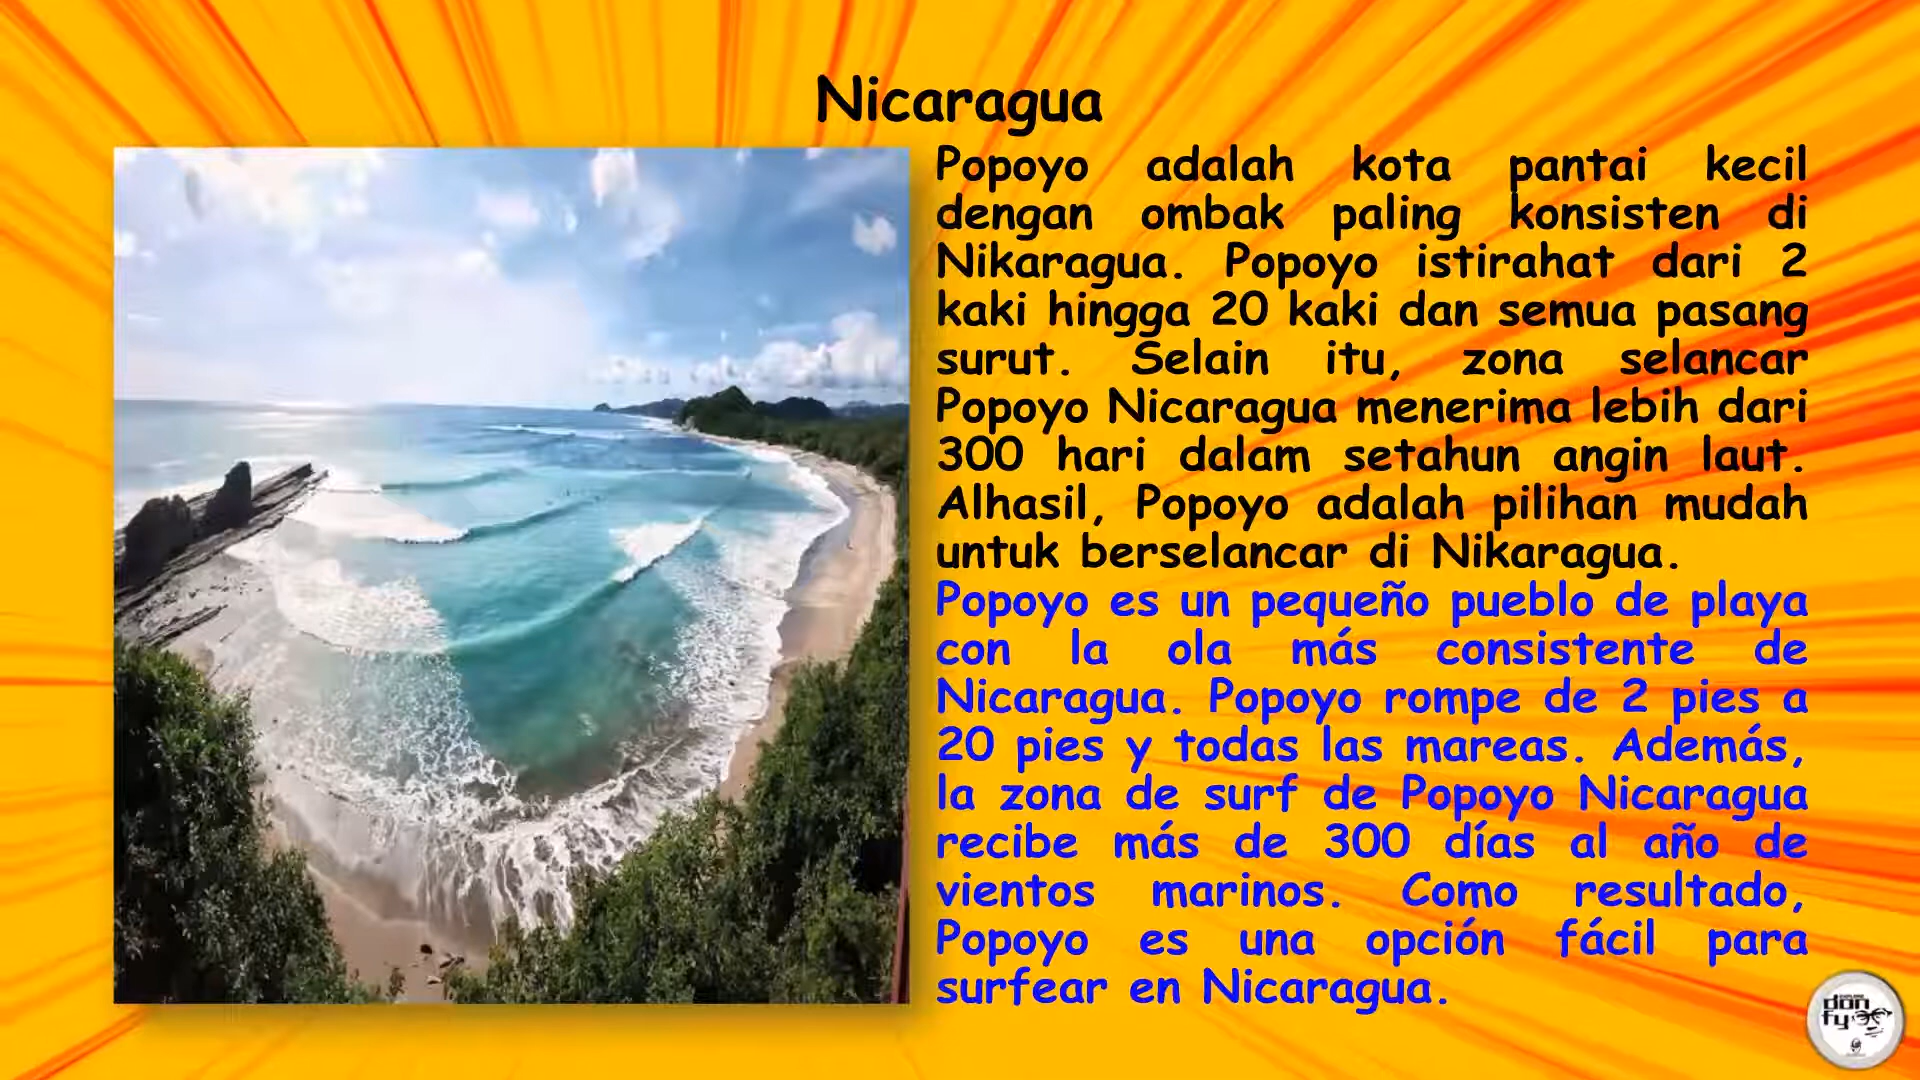 Nicaragua
Popoyo adalah kota pantai kecil
dengan ombak paling konsisten di
Nikaragua. Popoyo istirahat dari 2
kaki hingga 20 kaki dan semua pasang
surut. Selain itu, zona selancar
Popoyo Nicaragua menerima lebih dari
300 hari dalam setahun angin laut.
Alhasil, Popoyo adalah pilihan mudah
untuk berselancar di Nikaragua.
Popoyo es un pequeño pueblo de playa
con la ola más consistente de
Nicaragua. Popoyo rompe de 2 pies a
20 pies y todas las mareas. Además,
la zona de surf de Popoyo Nicaragua
recibe más de 300 días al año de
vientos marinos. Como resultado,
Popoyo es una opción fácil para
surfear en Nicaragua.
don
fy